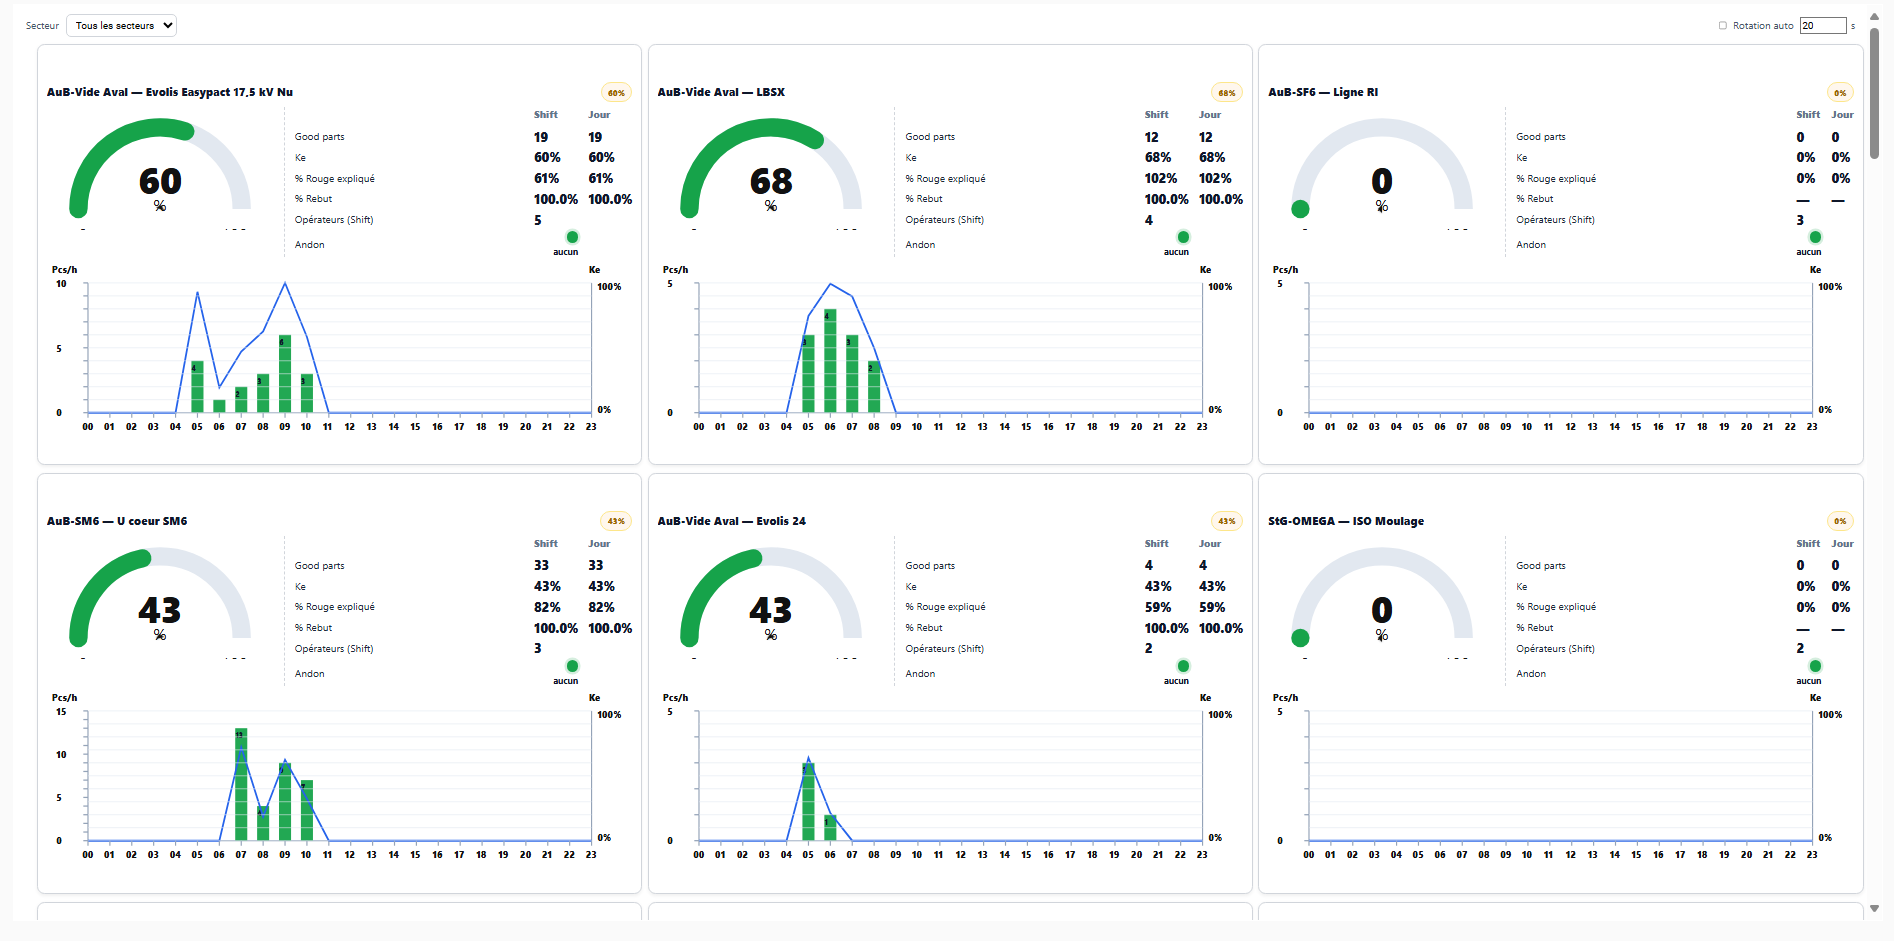 Secteur Tous les secteurs Rotation auto 20 s
AuB-Vide Aval — Evolis Easypact 17,5 kV Nu 60%
Shift Jour
Good parts 19 19
Ke 60% 60%
% Rouge expliqué 61% 61%
% Rebut 100.0% 100.0%
Opérateurs (Shift) 5
Andon aucun
60
%
Pcs/h Ke
10 100%
5
4 2 3 6 3
0 0%
00 01 02 03 04 05 06 07 08 09 10 11 12 13 14 15 16 17 18 19 20 21 22 23
AuB-Vide Aval — LBSX 68%
Shift Jour
Good parts 12 12
Ke 68% 68%
% Rouge expliqué 102% 102%
% Rebut 100.0% 100.0%
Opérateurs (Shift) 4
Andon aucun
68
%
Pcs/h Ke
5 100%
3 4 3 2
0 0%
00 01 02 03 04 05 06 07 08 09 10 11 12 13 14 15 16 17 18 19 20 21 22 23
AuB-SF6 — Ligne RI 0%
Shift Jour
Good parts 0 0
Ke 0% 0%
% Rouge expliqué 0% 0%
% Rebut — —
Opérateurs (Shift) 3
Andon aucun
0
%
Pcs/h Ke
5 100%
0 0%
00 01 02 03 04 05 06 07 08 09 10 11 12 13 14 15 16 17 18 19 20 21 22 23
AuB-SM6 — U coeur SM6 43%
Shift Jour
Good parts 33 33
Ke 43% 43%
% Rouge expliqué 82% 82%
% Rebut 100.0% 100.0%
Opérateurs (Shift) 3
Andon aucun
43
%
Pcs/h Ke
15 100%
10
5
13 4 9 7
0 0%
00 01 02 03 04 05 06 07 08 09 10 11 12 13 14 15 16 17 18 19 20 21 22 23
AuB-Vide Aval — Evolis 24 43%
Shift Jour
Good parts 4 4
Ke 43% 43%
% Rouge expliqué 59% 59%
% Rebut 100.0% 100.0%
Opérateurs (Shift) 2
Andon aucun
43
%
Pcs/h Ke
5 100%
3 1
0 0%
00 01 02 03 04 05 06 07 08 09 10 11 12 13 14 15 16 17 18 19 20 21 22 23
StG-OMEGA — ISO Moulage 0%
Shift Jour
Good parts 0 0
Ke 0% 0%
% Rouge expliqué 0% 0%
% Rebut — —
Opérateurs (Shift) 2
Andon aucun
0
%
Pcs/h Ke
5 100%
0 0%
00 01 02 03 04 05 06 07 08 09 10 11 12 13 14 15 16 17 18 19 20 21 22 23